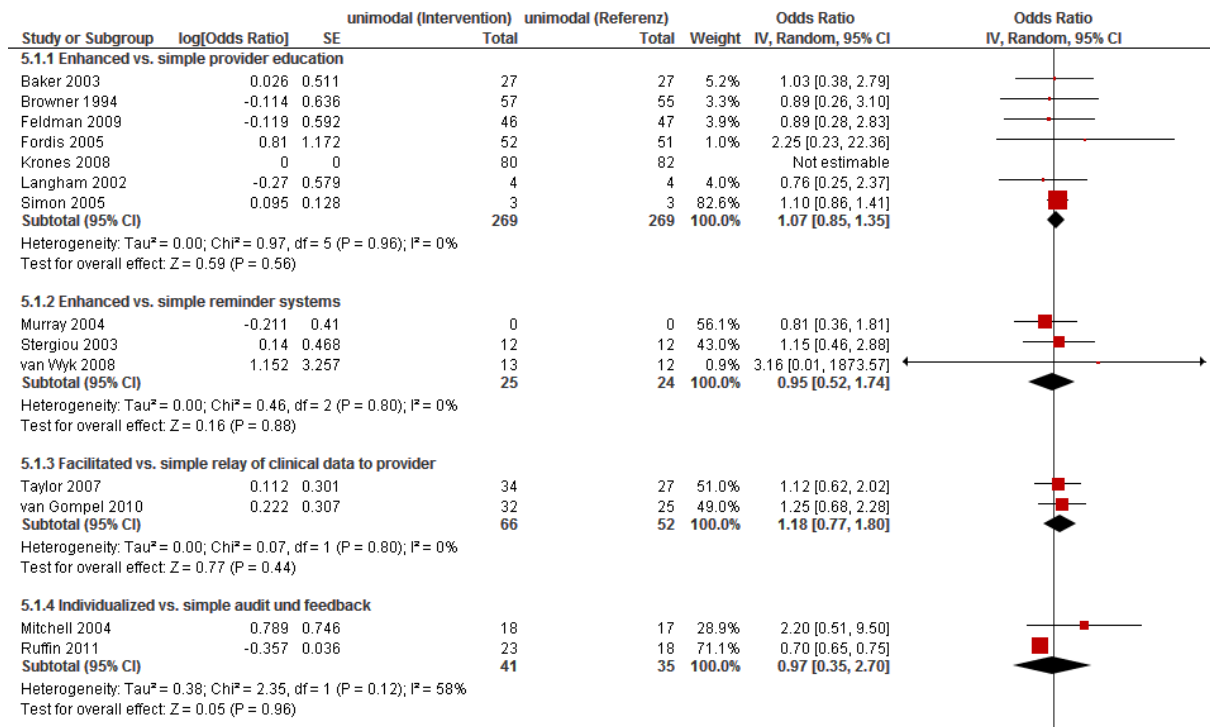 unimodal (Intervention) unimodal (Referenz) Odds Ratio Odds Ratio
Study or Subgroup log[Odds Ratio] SE Total Total Weight IV, Random, 95% CI IV, Random, 95% CI
5.1.1 Enhanced vs. simple provider education
Baker 2003 0.026 0.511 27 27 5.2% 1.03 [0.38, 2.79]
Browner 1994 -0.114 0.636 57 55 3.3% 0.89 [0.26, 3.10]
Feldman 2009 -0.119 0.592 46 47 3.9% 0.89 [0.28, 2.83]
Fordis 2005 0.81 1.172 52 51 1.0% 2.25 [0.23, 22.36]
Krones 2008 0 0 80 82 Not estimable
Langham 2002 -0.27 0.579 4 4 4.0% 0.76 [0.25, 2.37]
Simon 2005 0.095 0.128 3 3 82.6% 1.10 [0.86, 1.41]
Subtotal (95% CI) 269 269 100.0% 1.07 [0.85, 1.35]
Heterogeneity: Tau² = 0.00; Chi² = 0.97, df = 5 (P = 0.96); I² = 0%
Test for overall effect: Z = 0.59 (P = 0.56)
5.1.2 Enhanced vs. simple reminder systems
Murray 2004 -0.211 0.41 0 0 56.1% 0.81 [0.36, 1.81]
Stergiou 2003 0.14 0.468 12 12 43.0% 1.15 [0.46, 2.88]
van Wyk 2008 1.152 3.257 13 12 0.9% 3.16 [0.01, 1873.57]
Subtotal (95% CI) 25 24 100.0% 0.95 [0.52, 1.74]
Heterogeneity: Tau² = 0.00; Chi² = 0.46, df = 2 (P = 0.80); I² = 0%
Test for overall effect: Z = 0.16 (P = 0.88)
5.1.3 Facilitated vs. simple relay of clinical data to provider
Taylor 2007 0.112 0.301 34 27 51.0% 1.12 [0.62, 2.02]
van Gompel 2010 0.222 0.307 32 25 49.0% 1.25 [0.68, 2.28]
Subtotal (95% CI) 66 52 100.0% 1.18 [0.77, 1.80]
Heterogeneity: Tau² = 0.00; Chi² = 0.07, df = 1 (P = 0.80); I² = 0%
Test for overall effect: Z = 0.77 (P = 0.44)
5.1.4 Individualized vs. simple audit und feedback
Mitchell 2004 0.789 0.746 18 17 28.9% 2.20 [0.51, 9.50]
Ruffin 2011 -0.357 0.036 23 18 71.1% 0.70 [0.65, 0.75]
Subtotal (95% CI) 41 35 100.0% 0.97 [0.35, 2.70]
Heterogeneity: Tau² = 0.38; Chi² = 2.35, df = 1 (P = 0.12); I² = 58%
Test for overall effect: Z = 0.05 (P = 0.96)